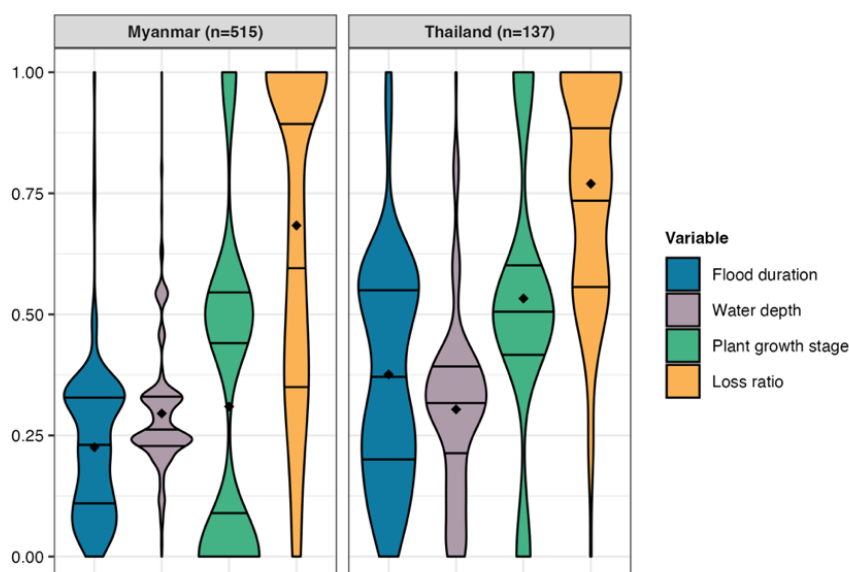 Myanmar (n=515)
Thailand (n=137)
1.00
0.75
0.50
0.25
0.00
Variable
Flood duration
Water depth
Plant growth stage
Loss ratio